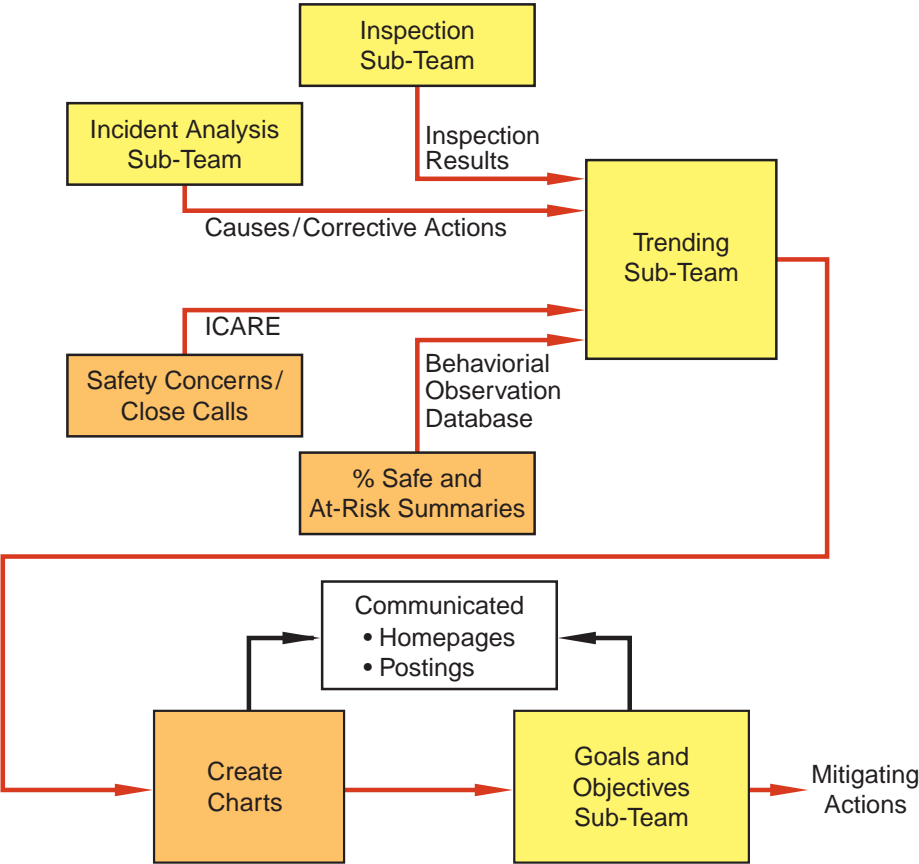 Inspection
Sub-Team
Incident Analysis
Sub-Team
Inspection
Results
Causes/Corrective Actions
Trending
Sub-Team
ICARE
Safety Concerns/
Close Calls
Behaviorial
Observation
Database
% Safe and
At-Risk Summaries
Communicated
• Homepages
• Postings
Create
Charts
Goals and
Objectives
Sub-Team
Mitigating
Actions